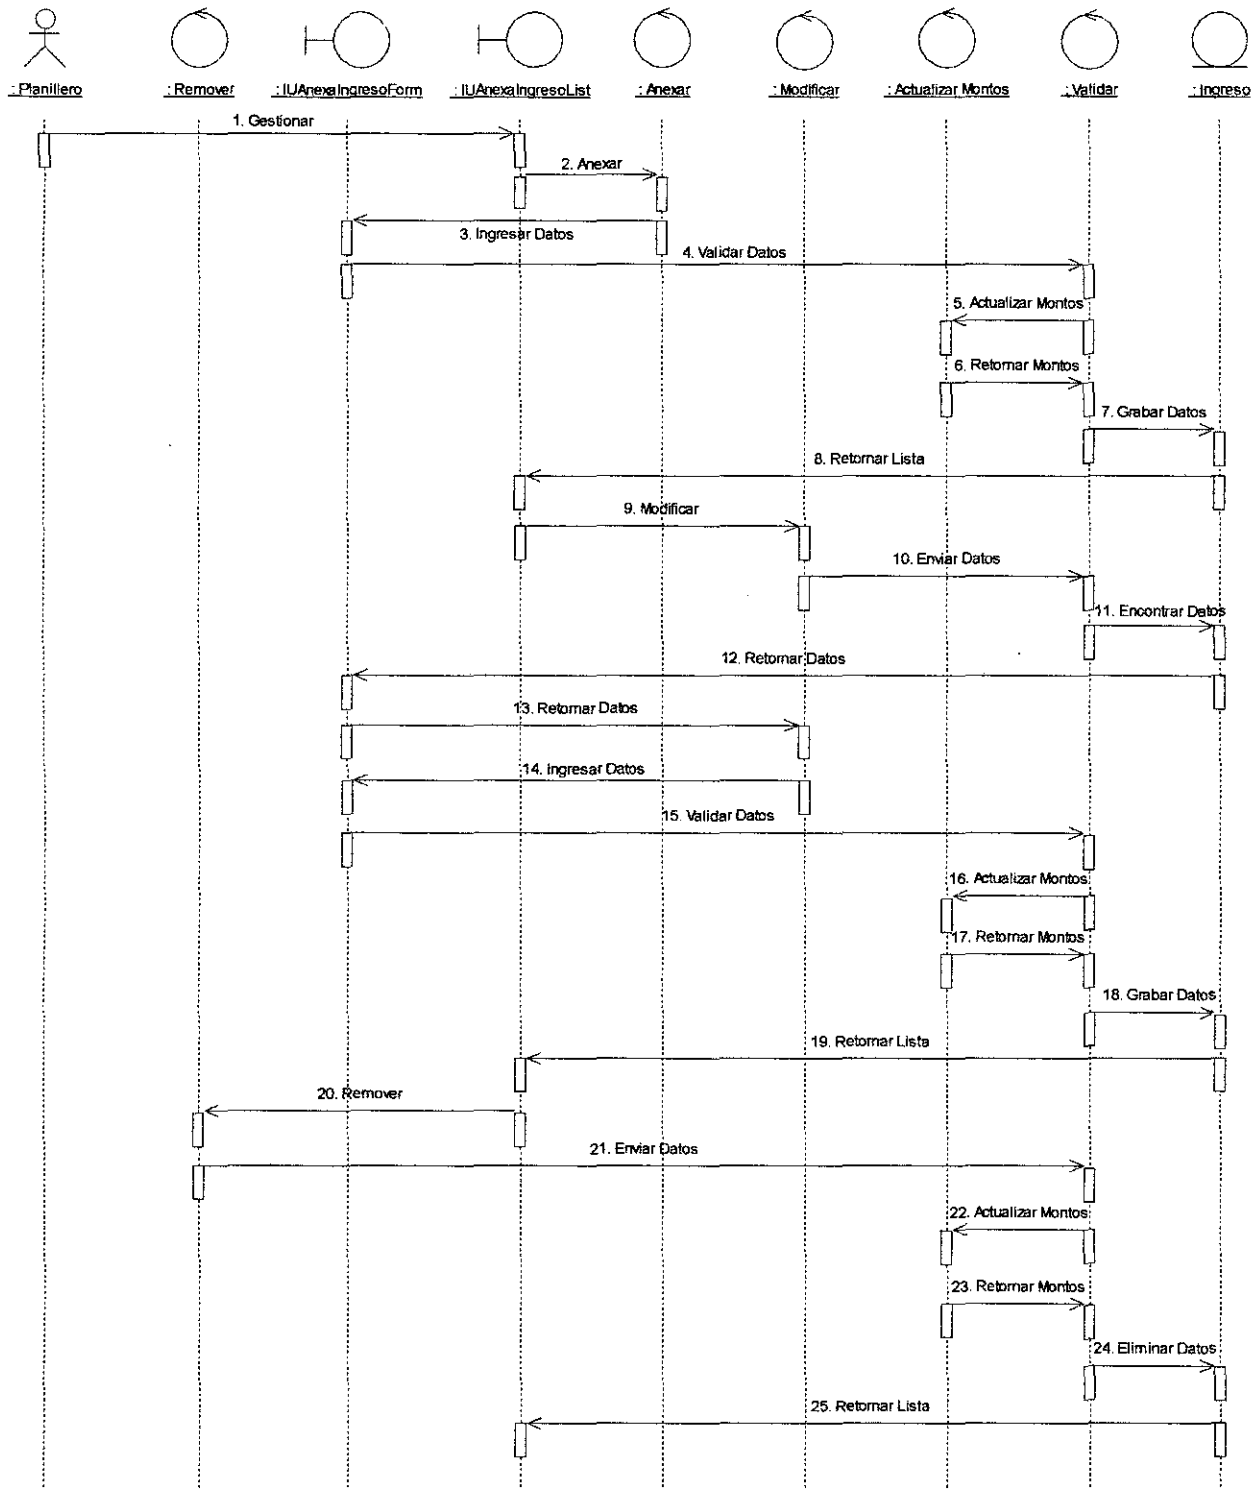 : Planillero
: Remover
: IUAnexaIngresoForm
: IUAnexaIngresoList
: Anexar
: Modificar
: Actualizar Montos
: Validar
: Ingreso
1. Gestionar
2. Anexar
3. Ingresar Datos
4. Validar Datos
5. Actualizar Montos
6. Retornar Montos
7. Grabar Datos
8. Retornar Lista
9. Modificar
10. Enviar Datos
11. Encontrar Datos
12. Retornar Datos
13. Retornar Datos
14. Ingresar Datos
15. Validar Datos
16. Actualizar Montos
17. Retornar Montos
18. Grabar Datos
19. Retornar Lista
20. Remover
21. Enviar Datos
22. Actualizar Montos
23. Retornar Montos
24. Eliminar Datos
25. Retornar Lista